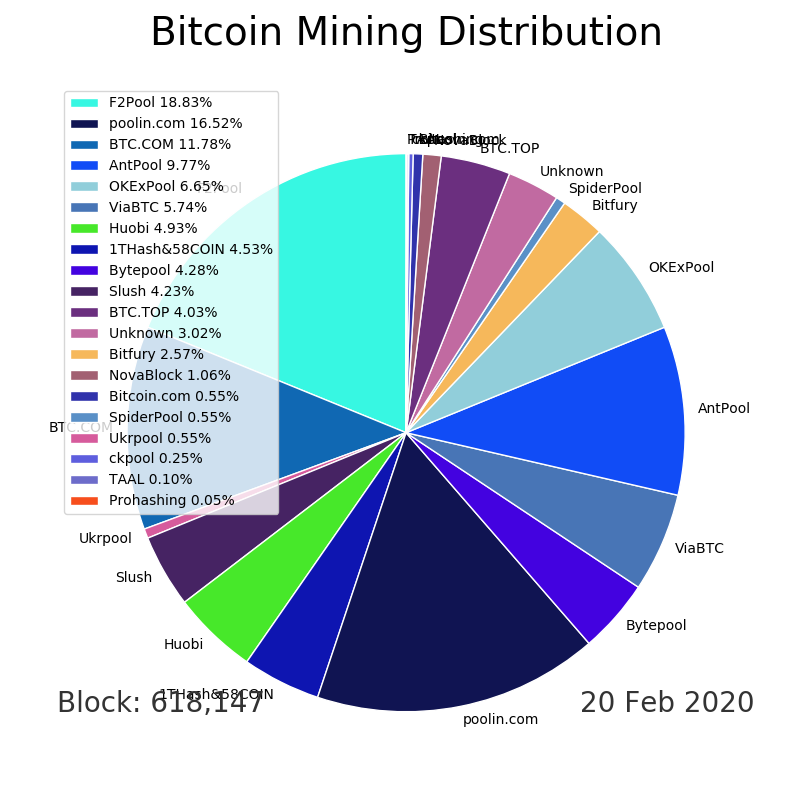 Bitcoin Mining Distribution
F2Pool 18.83%
poolin.com 16.52%
BTC.COM 11.78%
AntPool 9.77%
OKExPool 6.65%
ViaBTC 5.74%
Huobi 4.93%
1THash&58COIN 4.53%
Bytepool 4.28%
Slush 4.23%
BTC.TOP 4.03%
Unknown 3.02%
Bitfury 2.57%
NovaBlock 1.06%
Bitcoin.com 0.55%
SpiderPool 0.55%
Ukrpool 0.55%
ckpool 0.25%
TAAL 0.10%
Prohashing 0.05%
NovaBlock
BTC.TOP
Unknown
SpiderPool
Bitfury
OKExPool
AntPool
ViaBTC
Bytepool
poolin.com
1THash&58COIN
Huobi
Slush
Ukrpool
BTC.COM
Block: 618,147
20 Feb 2020